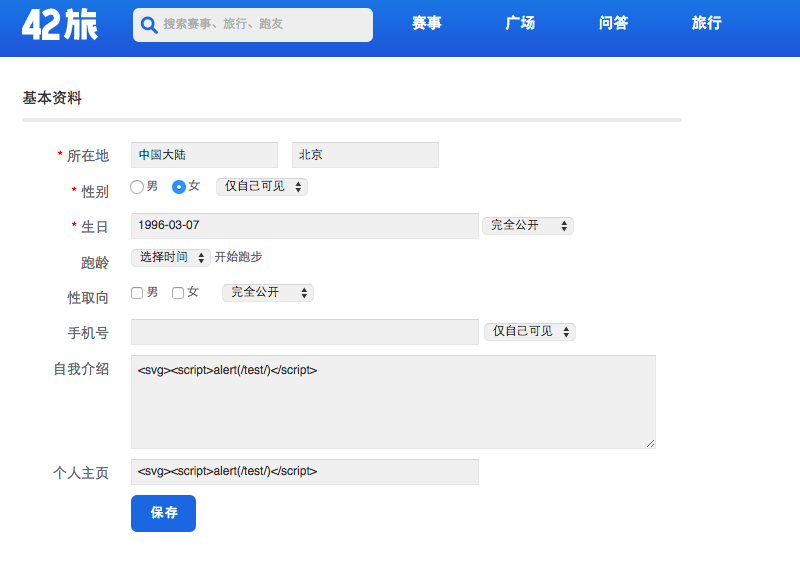 42旅 搜索赛事、旅行、跑友 赛事 广场 问答 旅行
基本资料
* 所在地 中国大陆 北京
* 性别 男 女 仅自己可见
* 生日 1996-03-07 完全公开
跑龄 选择时间 开始跑步
性取向 男 女 完全公开
手机号 仅自己可见
自我介绍 <svg><script>alert(/test/)</script>
个人主页 <svg><script>alert(/test/)</script>
保存